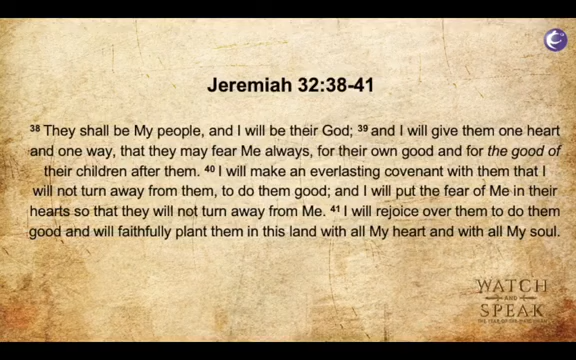 Jeremiah 32:38-41
38 They shall be My people, and I will be their God; 39 and I will give them one heart
and one way, that they may fear Me always, for their own good and for the good of
their children after them. 40 I will make an everlasting covenant with them that I
will not turn away from them, to do them good; and I will put the fear of Me in their
hearts so that they will not turn away from Me. 41 I will rejoice over them to do them
good and will faithfully plant them in this land with all My heart and with all My soul.
WATCH
AND
SPEAK
THE YEAR OF THE